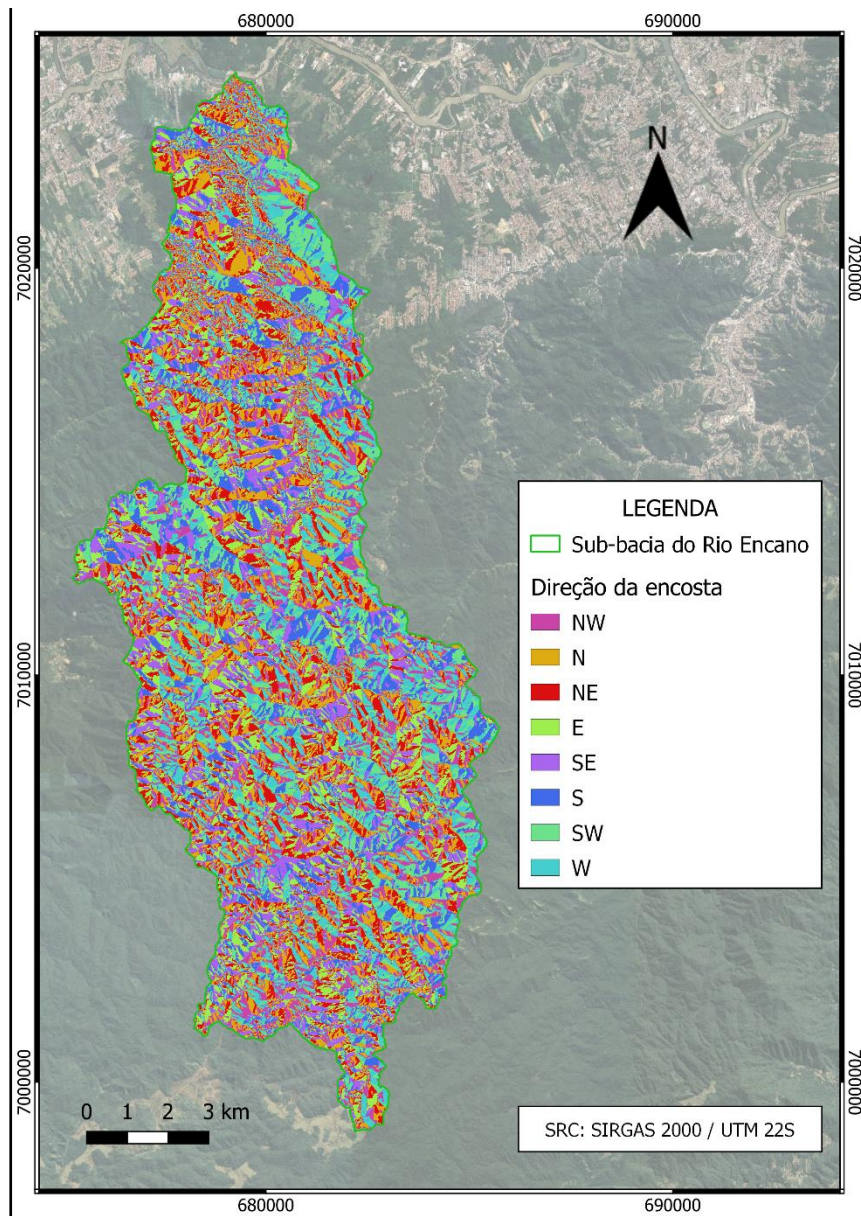 680000
690000
N
7020000
7020000
LEGENDA
Sub-bacia do Rio Encano
Direção da encosta
NW
N
NE
E
SE
S
SW
W
7010000
7010000
7000000
7000000
0 1 2 3 km
SRC: SIRGAS 2000 / UTM 22S
680000
690000